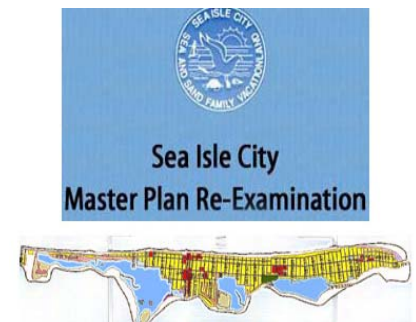 SEA ISLE CITY
SEA AND SAND FAMILY VACATIONLAND
Sea Isle City
Master Plan Re-Examination